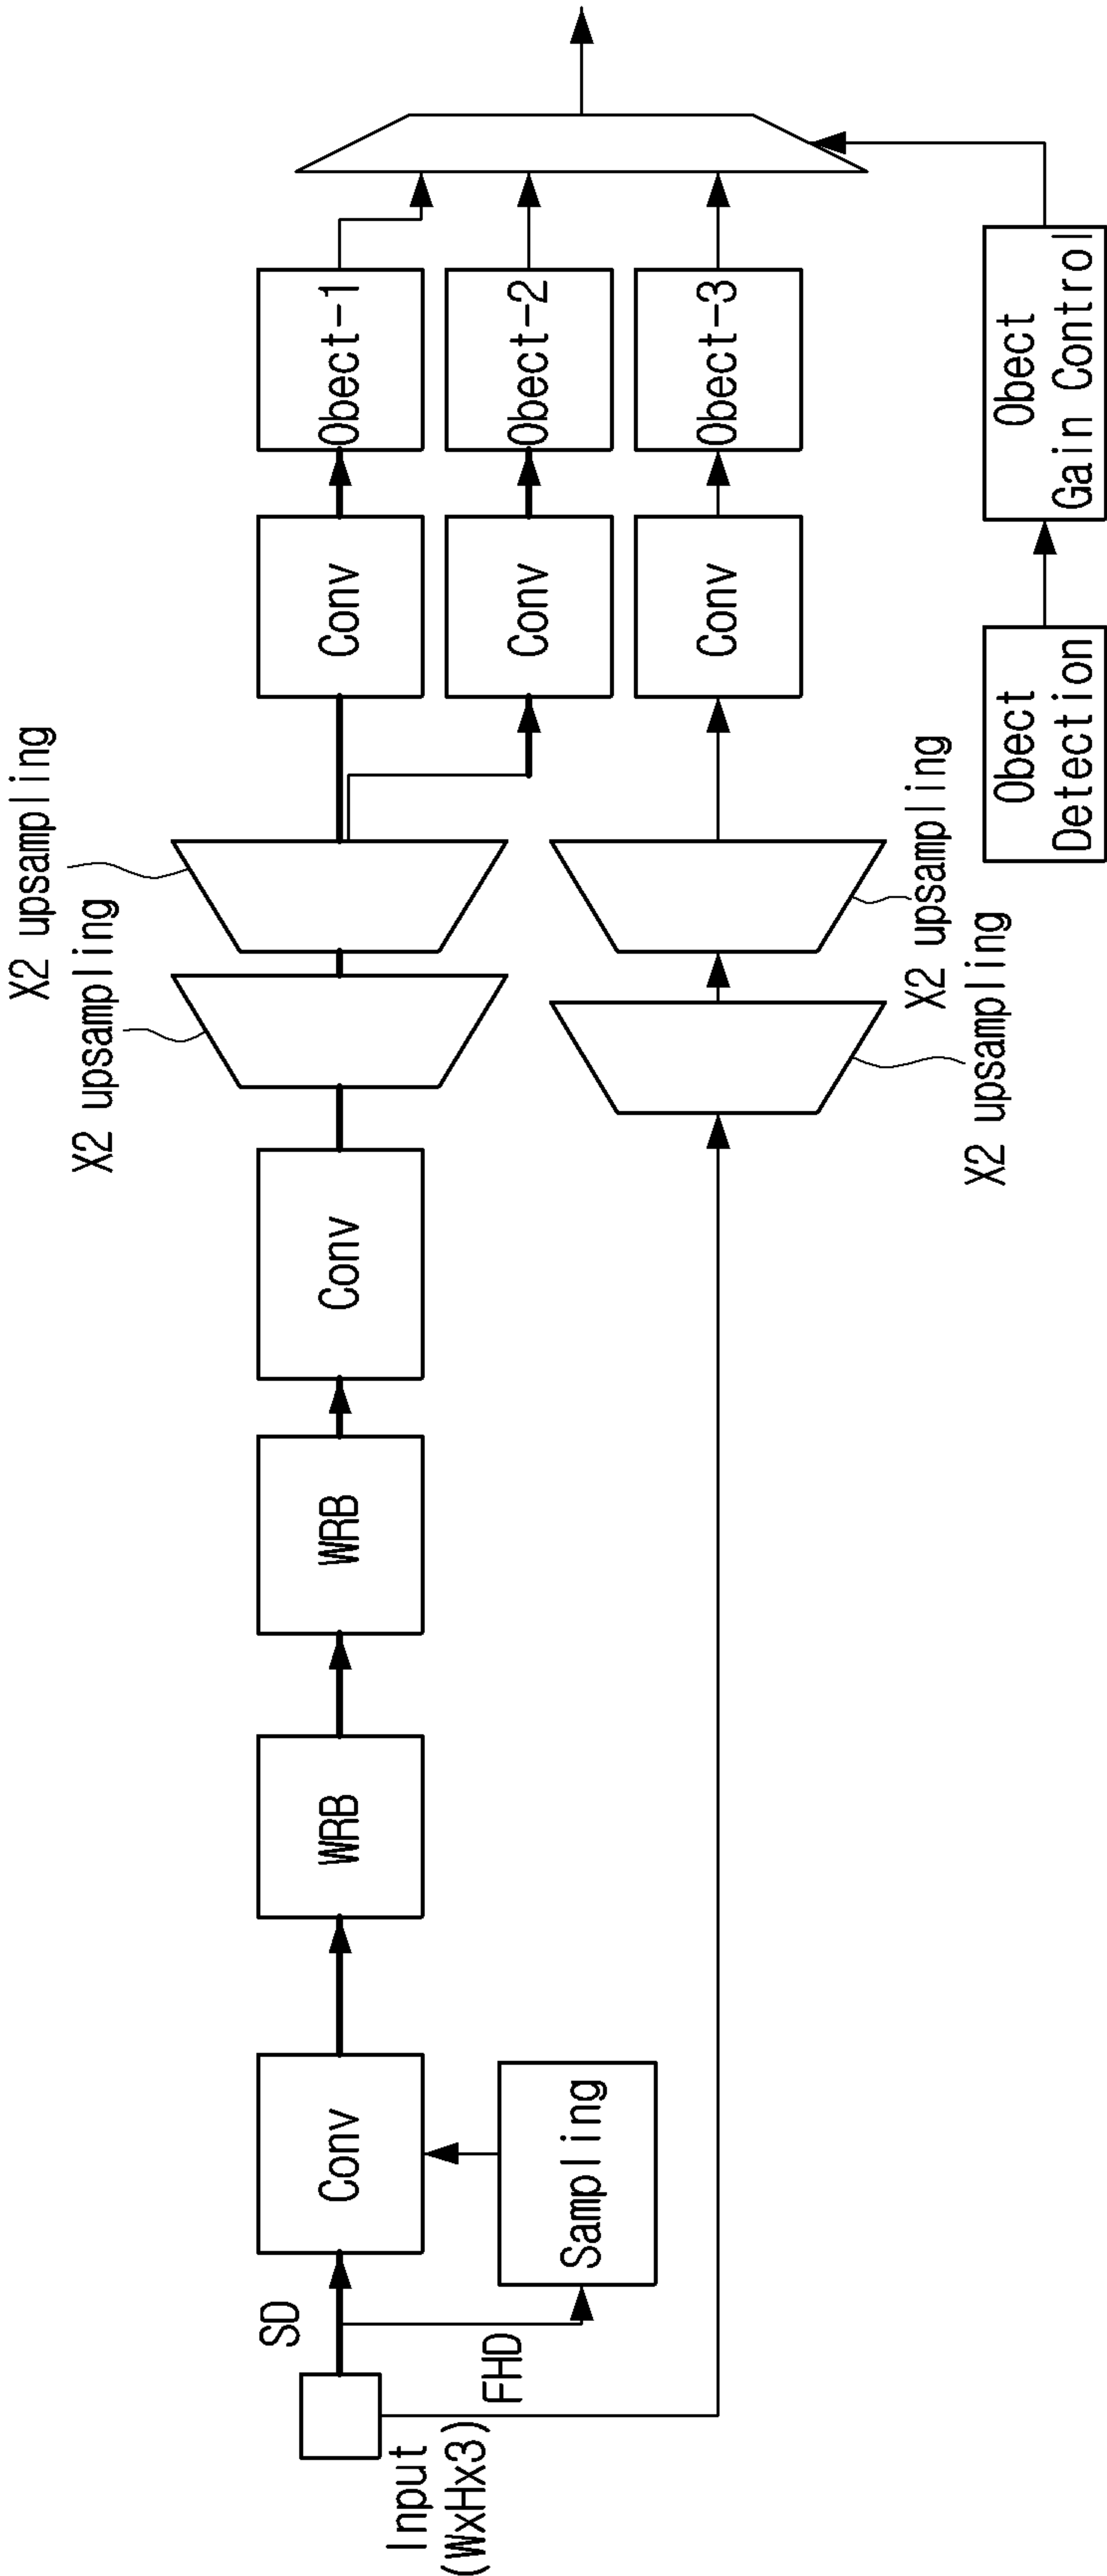 Input
(WxHx3)
SD
FHD
Conv
Sampling
WRB
WRB
Conv
X2 upsampling
X2 upsampling
X2 upsampling
X2 upsampling
Conv
Conv
Conv
Obect-1
Obect-2
Obect-3
Obect
Detection
Obect
Gain Control